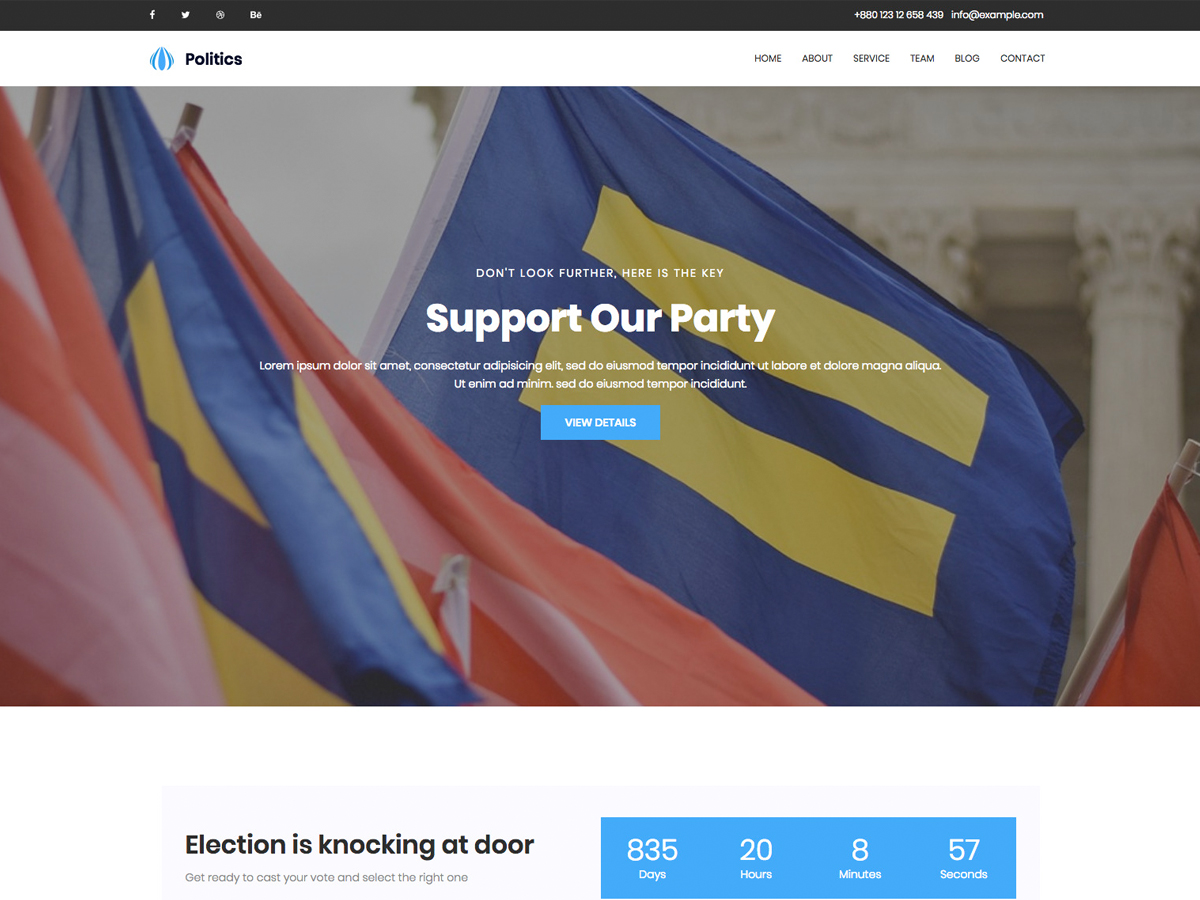 Bē
+880 123 12 658 439 info@example.com
Politics
HOME ABOUT SERVICE TEAM BLOG CONTACT
DON'T LOOK FURTHER, HERE IS THE KEY
Support Our Party
Lorem ipsum dolor sit amet, consectetur adipisicing elit, sed do eiusmod tempor incididunt ut labore et dolore magna aliqua.
Ut enim ad minim. sed do eiusmod tempor incididunt.
VIEW DETAILS
Election is knocking at door
Get ready to cast your vote and select the right one
835 20 8 57
Days Hours Minutes Seconds